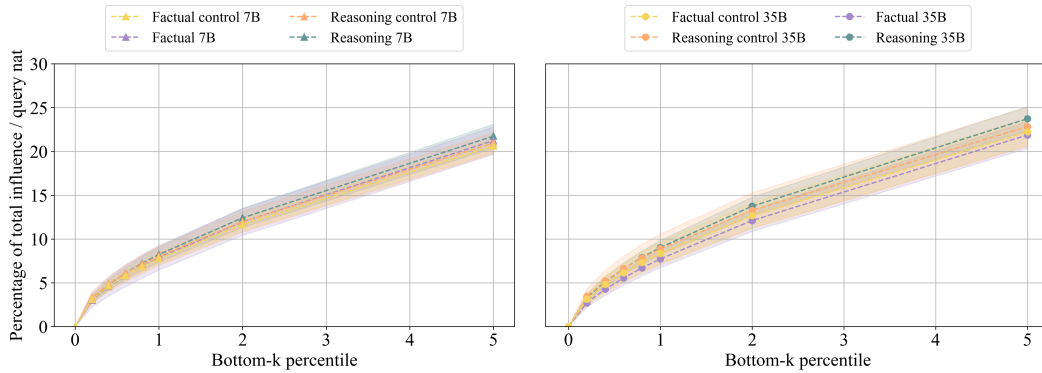 Factual control 7B
Reasoning control 7B
Factual 7B
Reasoning 7B
Factual control 35B
Factual 35B
Reasoning control 35B
Reasoning 35B
Percentage of total influence / query nat
30
25
20
15
10
5
0
0 1 2 3 4 5
Bottom-k percentile
0 1 2 3 4 5
Bottom-k percentile